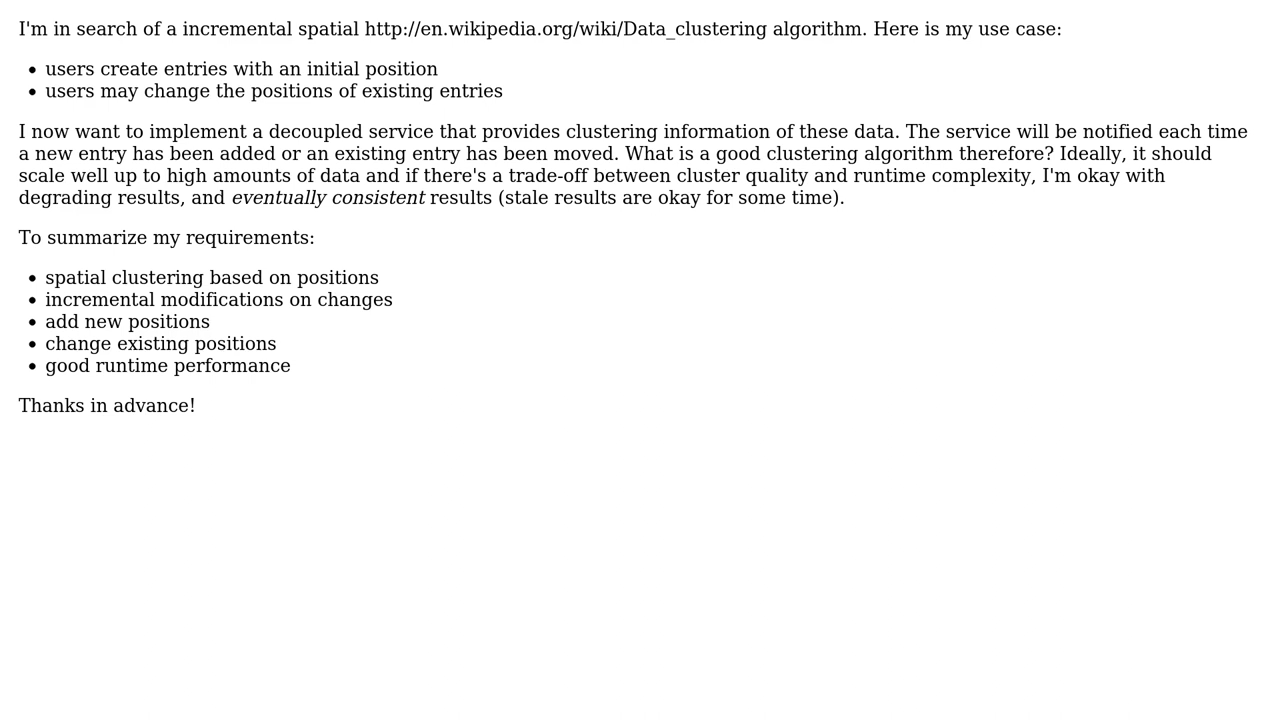 I'm in search of a incremental spatial http://en.wikipedia.org/wiki/Data_clustering algorithm. Here is my use case:
• users create entries with an initial position
• users may change the positions of existing entries
I now want to implement a decoupled service that provides clustering information of these data. The service will be notified each time
a new entry has been added or an existing entry has been moved. What is a good clustering algorithm therefore? Ideally, it should
scale well up to high amounts of data and if there's a trade-off between cluster quality and runtime complexity, I'm okay with
degrading results, and eventually consistent results (stale results are okay for some time).
To summarize my requirements:
• spatial clustering based on positions
• incremental modifications on changes
• add new positions
• change existing positions
• good runtime performance
Thanks in advance!